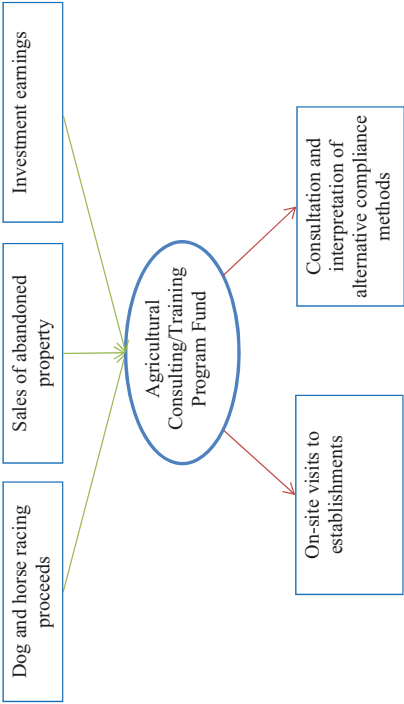 Dog and horse racing
proceeds
Sales of abandoned
property
Investment earnings
Agricultural
Consulting/Training
Program Fund
On-site visits to
establishments
Consultation and
interpretation of
alternative compliance
methods